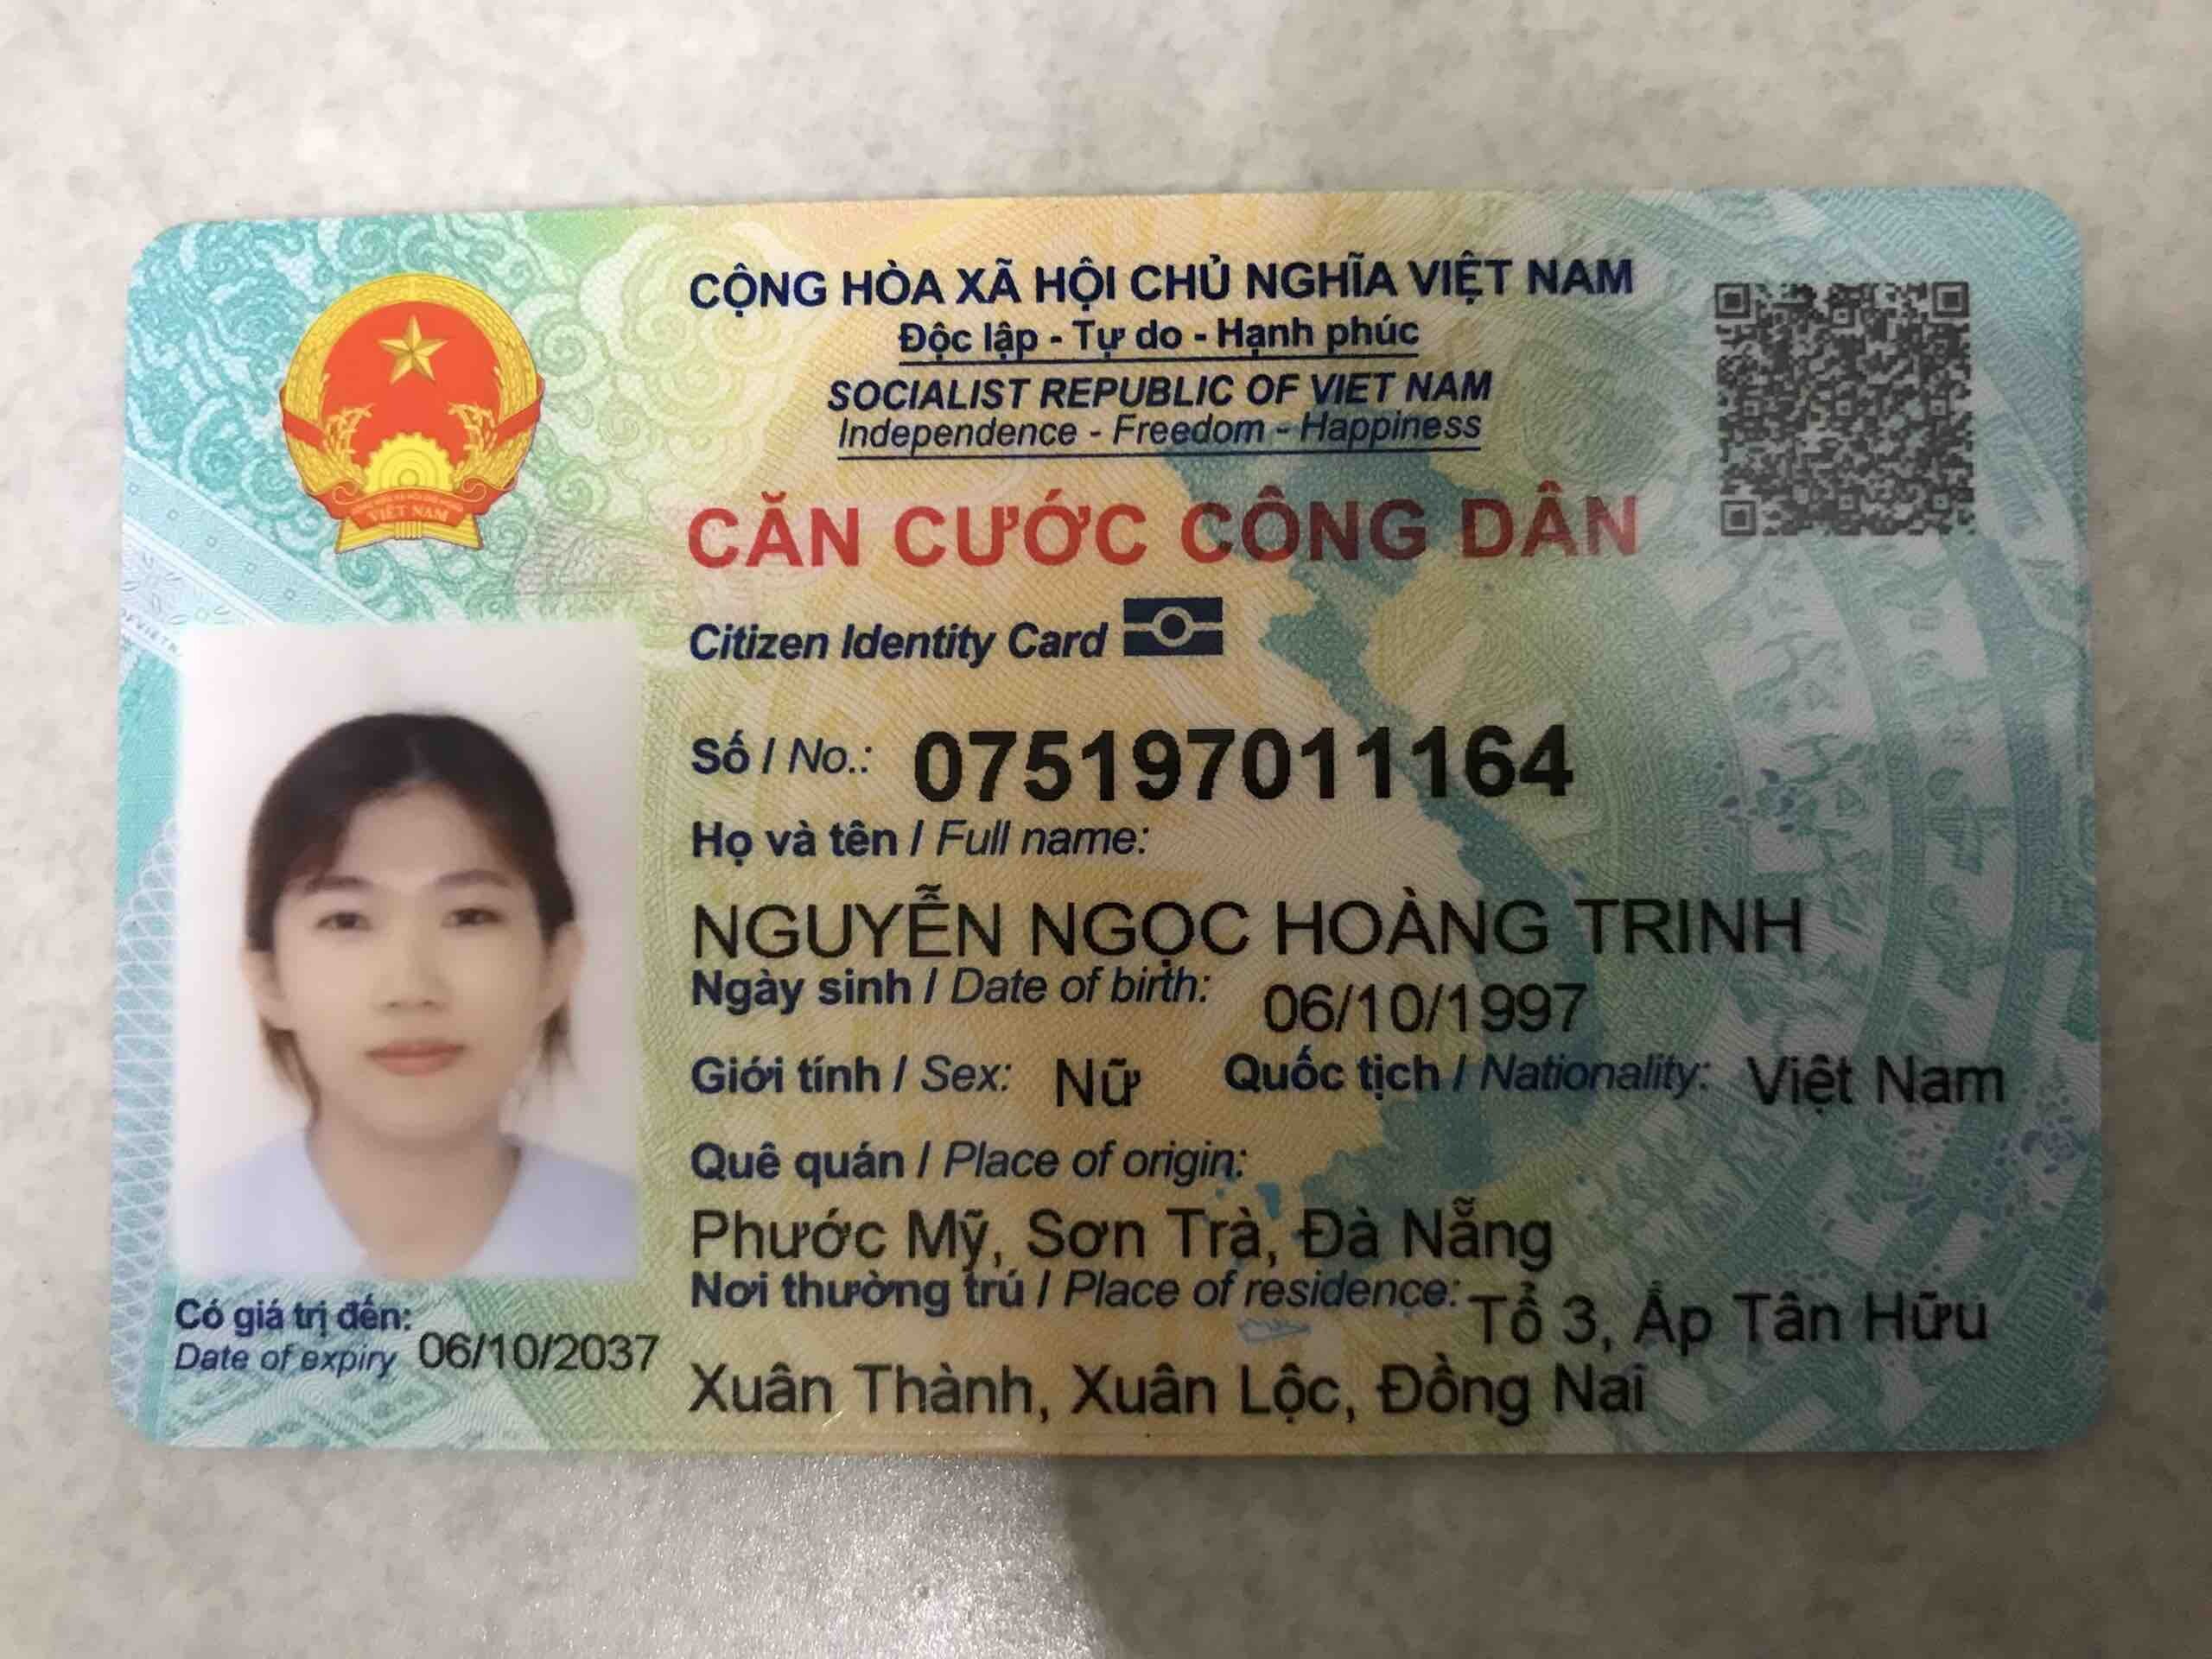 CỘNG HÒA XÃ HỘI CHỦ NGHĨA VIỆT NAM
Độc lập - Tự do - Hạnh phúc
SOCIALIST REPUBLIC OF VIET NAM
Independence - Freedom - Happiness
CĂN CƯỚC CÔNG DÂN
Citizen Identity Card
VIỆT NAM
Số / No.: 075197011164
Họ và tên / Full name:
NGUYỄN NGỌC HOÀNG TRINH
Ngày sinh / Date of birth: 06/10/1997
Giới tính / Sex: Nữ Quốc tịch / Nationality: Việt Nam
Quê quán / Place of origin:
Phước Mỹ, Sơn Trà, Đà Nẵng
Nơi thường trú / Place of residence: Tổ 3, Ấp Tân Hữu
Xuân Thành, Xuân Lộc, Đồng Nai
Có giá trị đến:
Date of expiry 06/10/2037